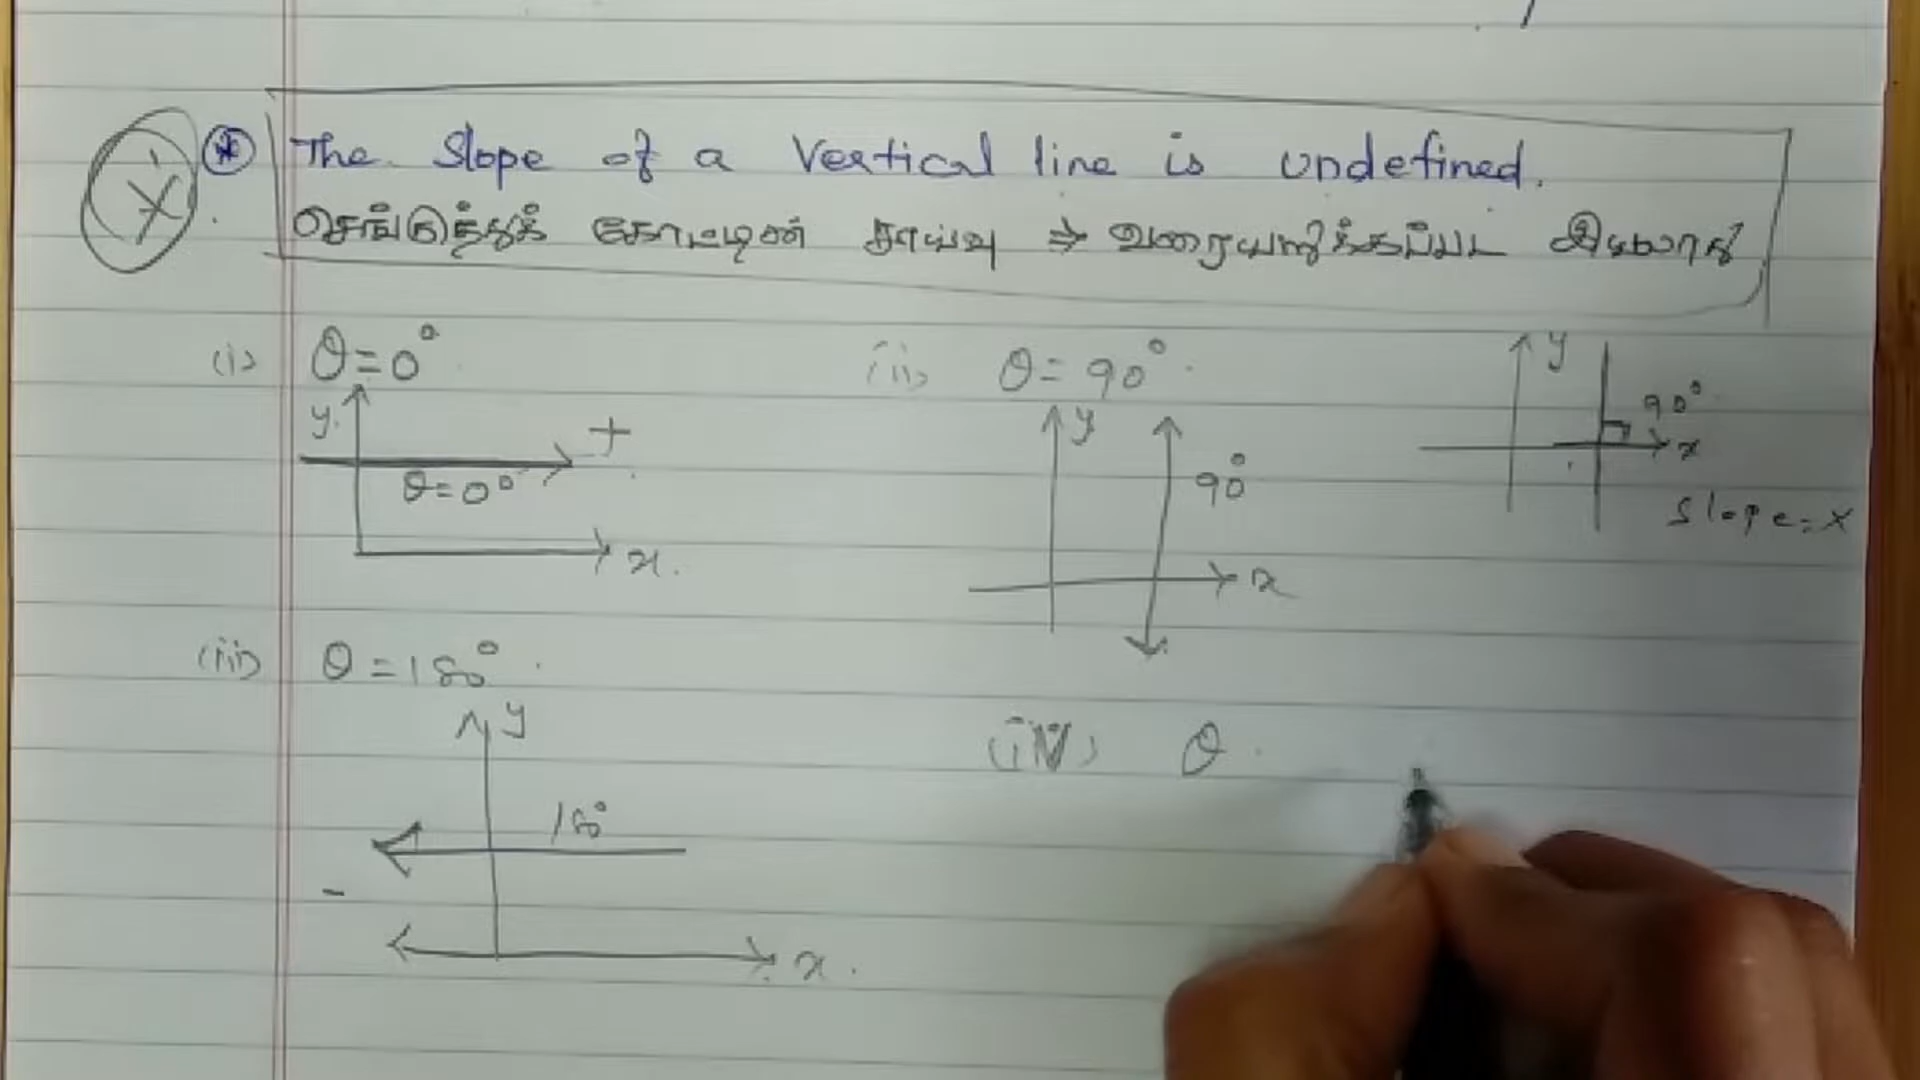 The Slope of a Vertical line is undefined.
செங்குத்துக் கோட்டின் சாய்வு ⇒ வரையறுக்கப்பட இயலாது
(i) θ = 0°
y
+
θ = 0°
x
(ii) θ = 90°
y
90°
x
y
90°
x
Slope = X
(iii) θ = 180°
y
180°
-
x
(iv) θ